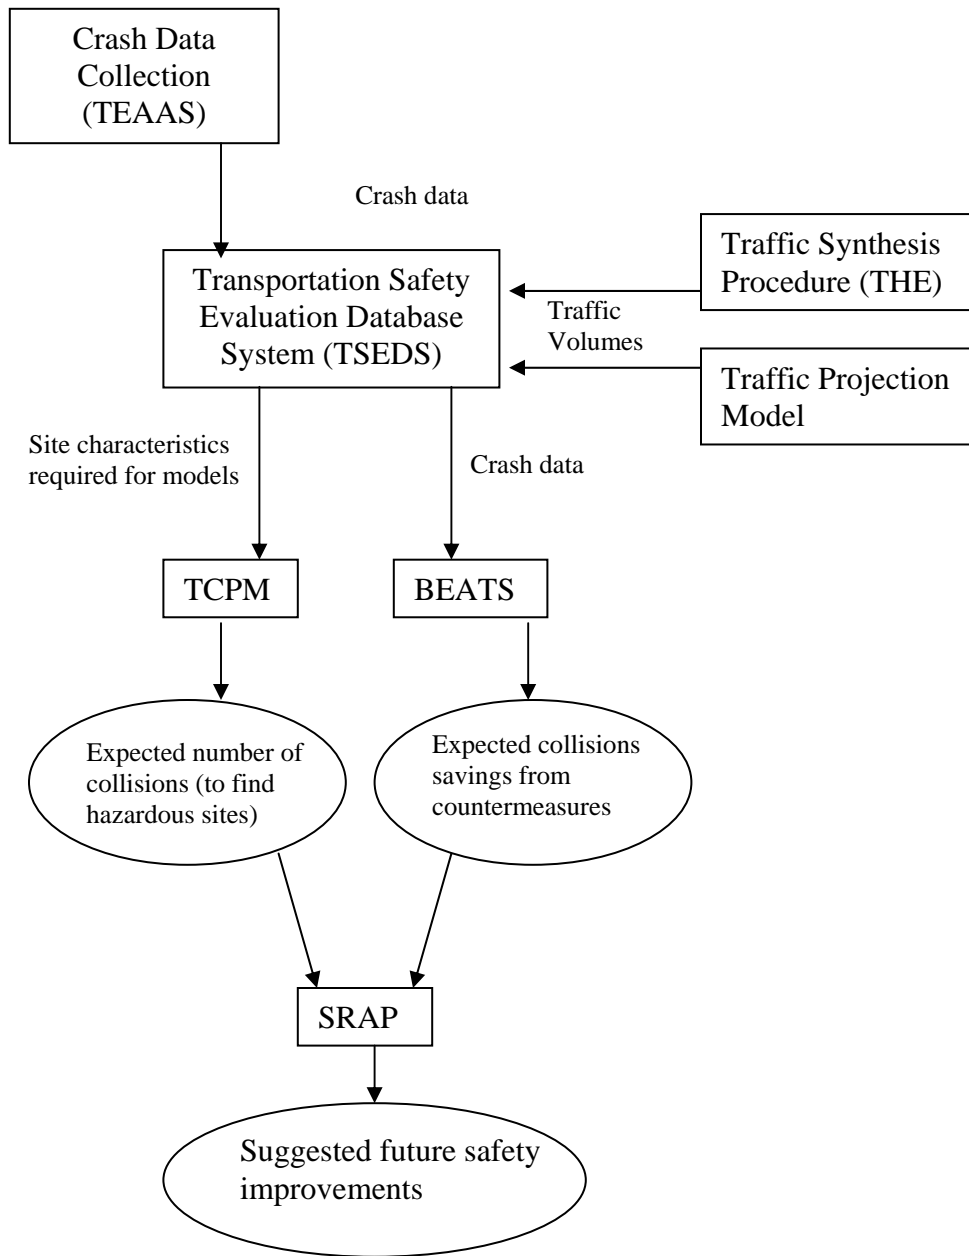 Crash Data
Collection
(TEAAS)
Crash data
Traffic Synthesis
Procedure (THE)
Transportation Safety
Evaluation Database
System (TSEDS)
Traffic
Volumes
Traffic Projection
Model
Site characteristics
required for models
Crash data
TCPM
BEATS
Expected number of
collisions (to find
hazardous sites)
Expected collisions
savings from
countermeasures
SRAP
Suggested future safety
improvements